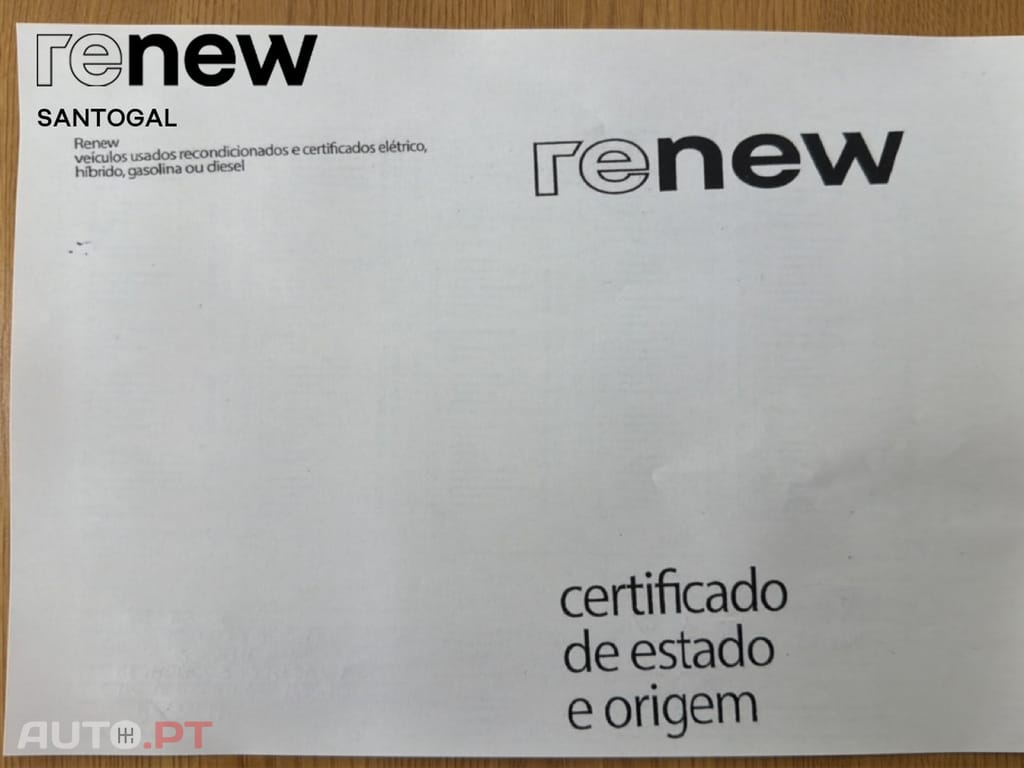 renew
SANTOGAL
Renew
veículos usados recondicionados e certificados elétrico,
híbrido, gasolina ou diesel
renew
certificado
de estado
e origem
AUTO.PT